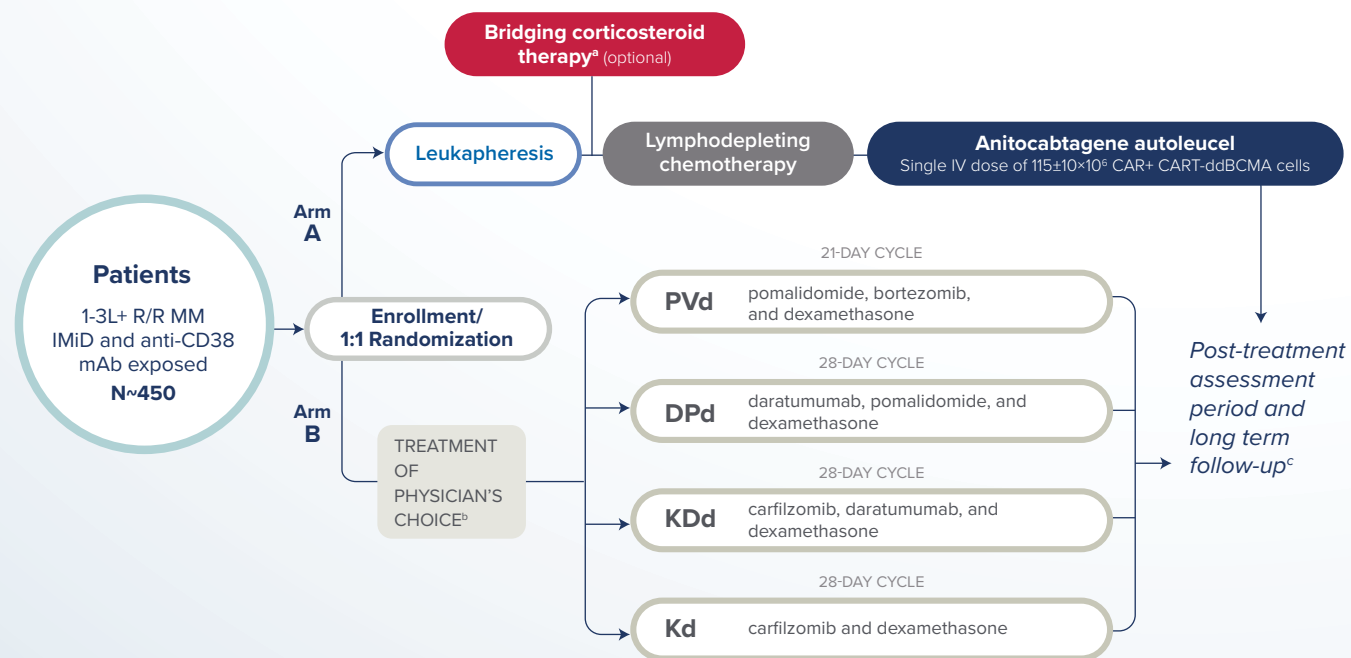 Bridging corticosteroid
therapyᵃ (optional)
Leukapheresis
Lymphodepleting
chemotherapy
Anitocabtagene autoleucel
Single IV dose of 115±10×10⁶ CAR+ CART-ddBCMA cells
Arm
A
Patients
1-3L+ R/R MM
IMiD and anti-CD38
mAb exposed
N~450
Enrollment/
1:1 Randomization
Arm
B
TREATMENT
OF
PHYSICIAN’S
CHOICEᵇ
21-DAY CYCLE
PVd
pomalidomide, bortezomib,
and dexamethasone
28-DAY CYCLE
DPd
daratumumab, pomalidomide, and
dexamethasone
28-DAY CYCLE
KDd
carfilzomib, daratumumab, and
dexamethasone
28-DAY CYCLE
Kd
carfilzomib and dexamethasone
Post-treatment
assessment
period and
long term
follow-upᶜ